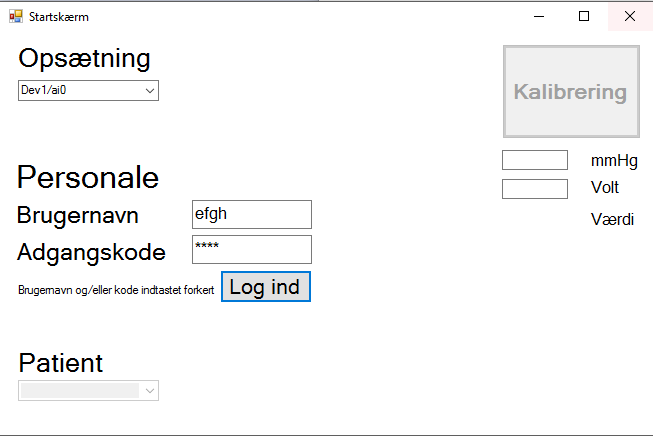 Startskærm
Opsætning
Dev1/ai0
Kalibrering
mmHg
Volt
Værdi
Personale
Brugernavn efgh
Adgangskode ****
Brugernavn og/eller kode indtastet forkert Log ind
Patient